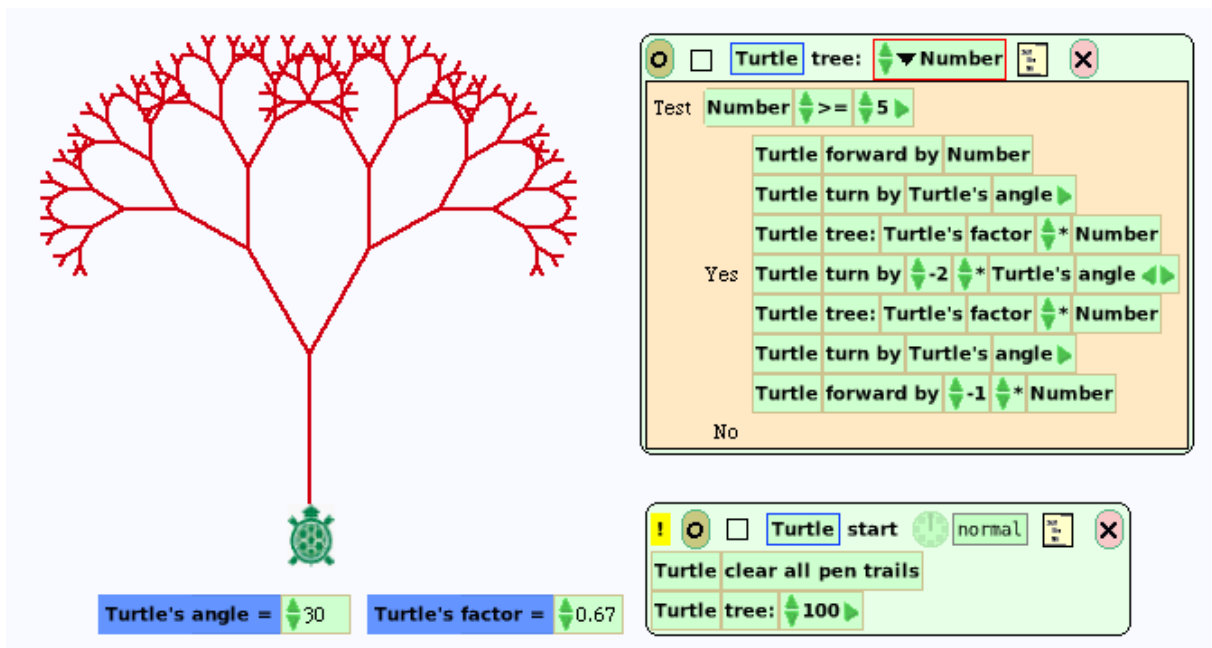 Turtle tree: Number
Test Number >= 5
Turtle forward by Number
Turtle turn by Turtle's angle
Turtle tree: Turtle's factor * Number
Yes Turtle turn by -2 * Turtle's angle
Turtle tree: Turtle's factor * Number
Turtle turn by Turtle's angle
Turtle forward by -1 * Number
No
! Turtle start normal
Turtle clear all pen trails
Turtle tree: 100
Turtle's angle = 30
Turtle's factor = 0.67